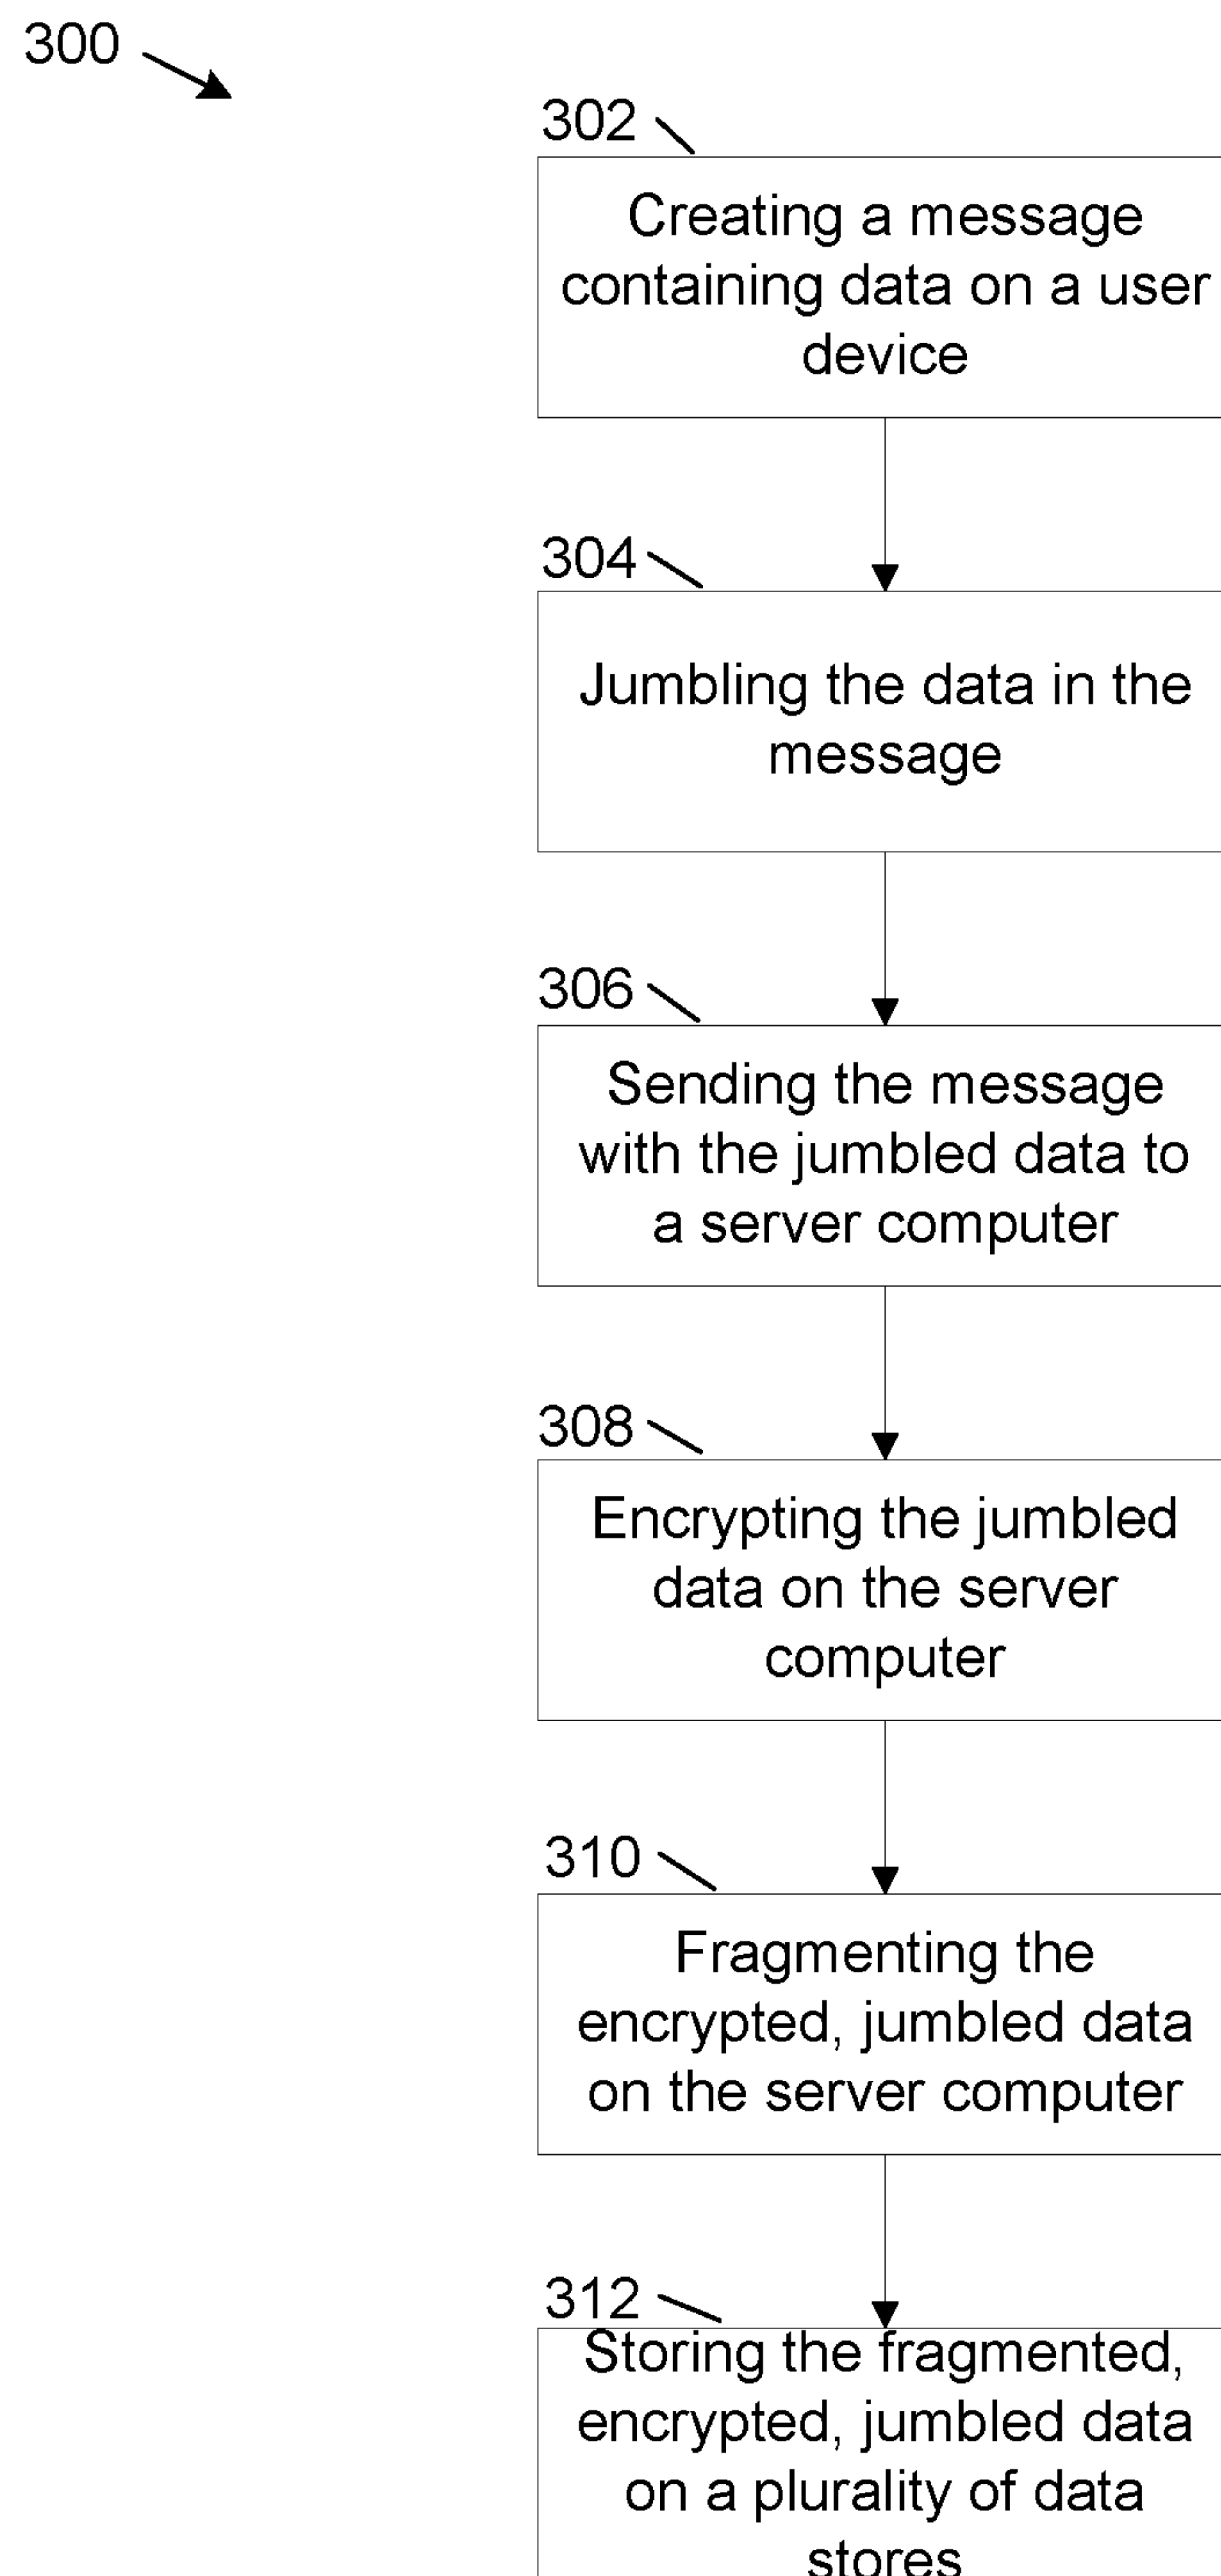 300
302
Creating a message
containing data on a user
device
304
Jumbling the data in the
message
306
Sending the message
with the jumbled data to
a server computer
308
Encrypting the jumbled
data on the server
computer
310
Fragmenting the
encrypted, jumbled data
on the server computer
312
Storing the fragmented,
encrypted, jumbled data
on a plurality of data
stores